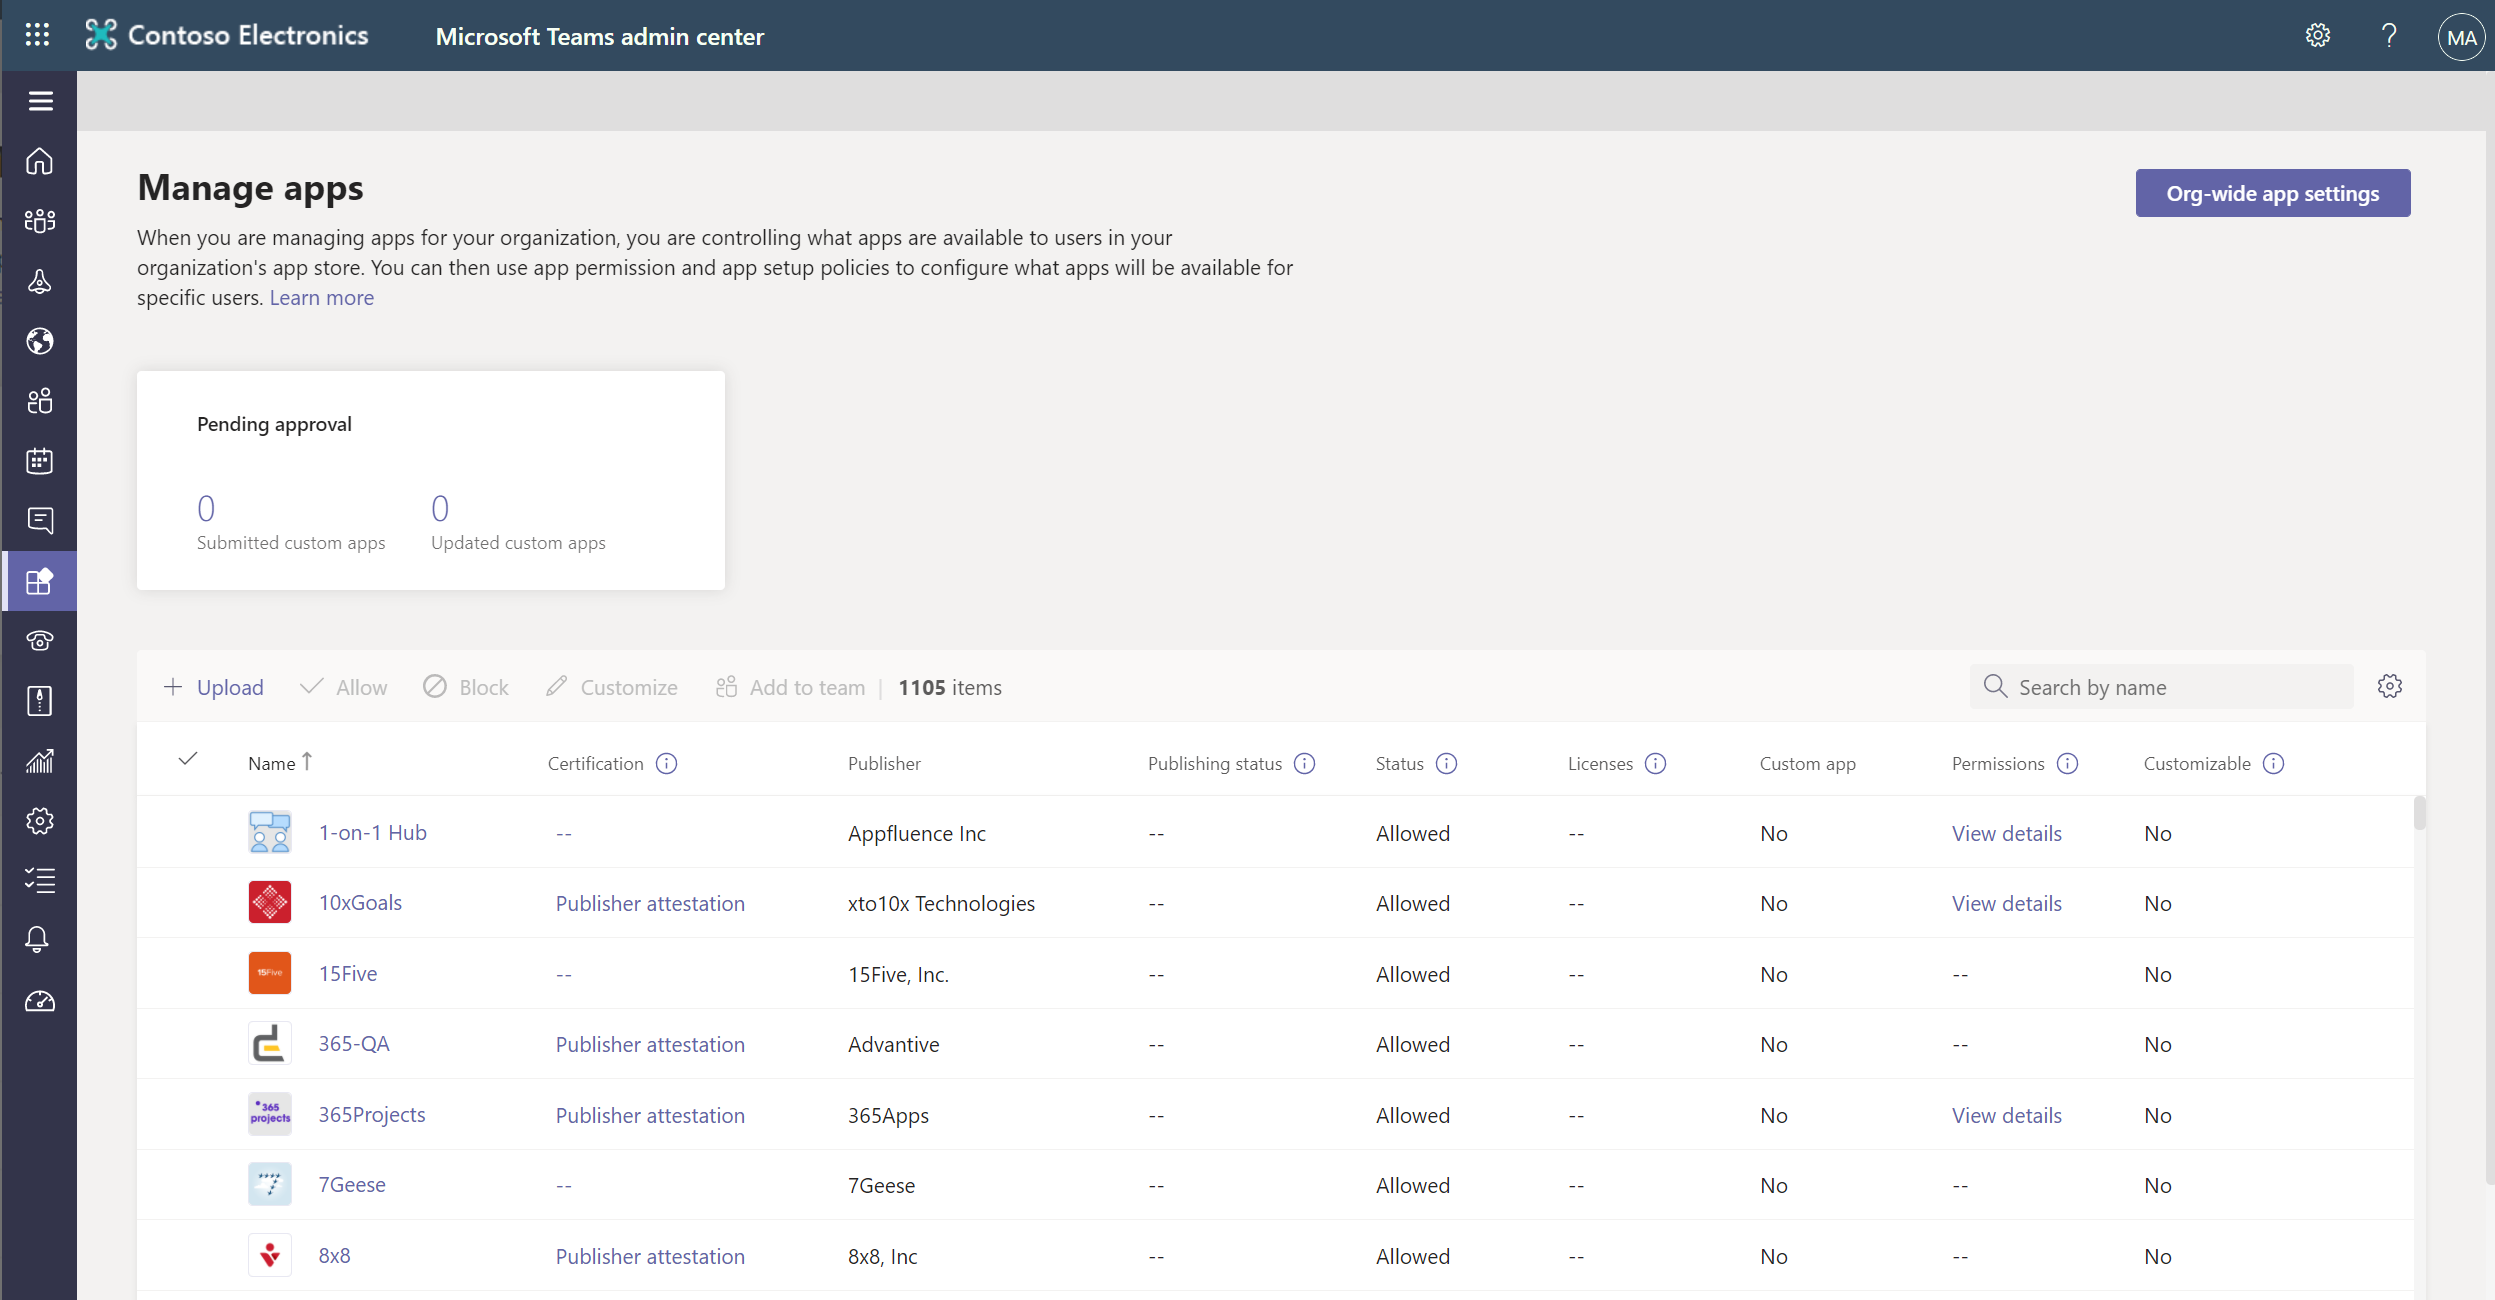 Contoso Electronics Microsoft Teams admin center ? MA
Manage apps
Org-wide app settings
When you are managing apps for your organization, you are controlling what apps are available to users in your
organization's app store. You can then use app permission and app setup policies to configure what apps will be available for
specific users. Learn more
Pending approval
0 0
Submitted custom apps Updated custom apps
Upload Allow Block Customize Add to team | 1105 items Search by name
Name ↑ Certification Publisher Publishing status Status Licenses Custom app Permissions Customizable
1-on-1 Hub -- Appfluence Inc -- Allowed -- No View details No
10xGoals Publisher attestation xto10x Technologies -- Allowed -- No View details No
15Five 15Five -- 15Five, Inc. -- Allowed -- No -- No
365-QA Publisher attestation Advantive -- Allowed -- No -- No
365 projects 365Projects Publisher attestation 365Apps -- Allowed -- No View details No
7 7Geese -- 7Geese -- Allowed -- No -- No
8x8 Publisher attestation 8x8, Inc -- Allowed -- No -- No